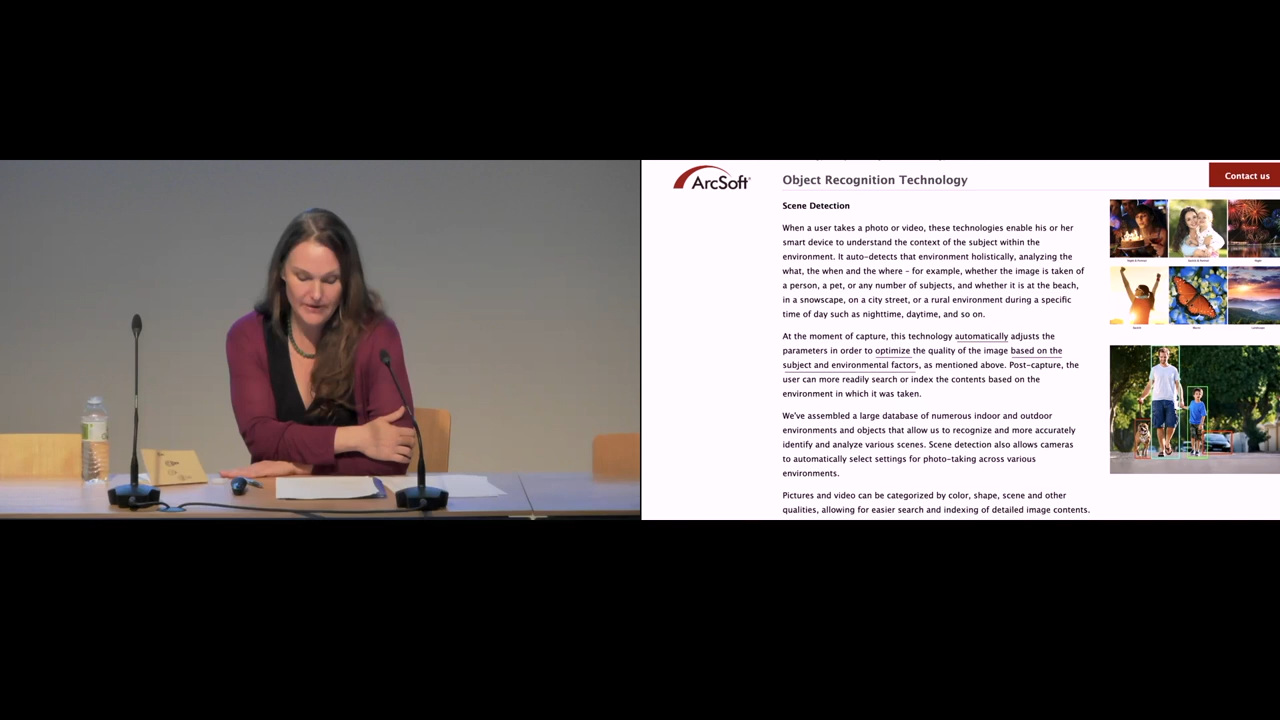 ArcSoft
Object Recognition Technology
Contact us
Scene Detection
When a user takes a photo or video, these technologies enable his or her
smart device to understand the context of the subject within the
environment. It auto-detects that environment holistically, analyzing the
what, the when and the where – for example, whether the image is taken of
a person, a pet, or any number of subjects, and whether it is at the beach,
in a snowscape, on a city street, or a rural environment during a specific
time of day such as nighttime, daytime, and so on.
At the moment of capture, this technology automatically adjusts the
parameters in order to optimize the quality of the image based on the
subject and environmental factors, as mentioned above. Post-capture, the
user can more readily search or index the contents based on the
environment in which it was taken.
We've assembled a large database of numerous indoor and outdoor
environments and objects that allow us to recognize and more accurately
identify and analyze various scenes. Scene detection also allows cameras
to automatically select settings for photo-taking across various
environments.
Pictures and video can be categorized by color, shape, scene and other
qualities, allowing for easier search and indexing of detailed image contents.
Night
Macro
Landscape